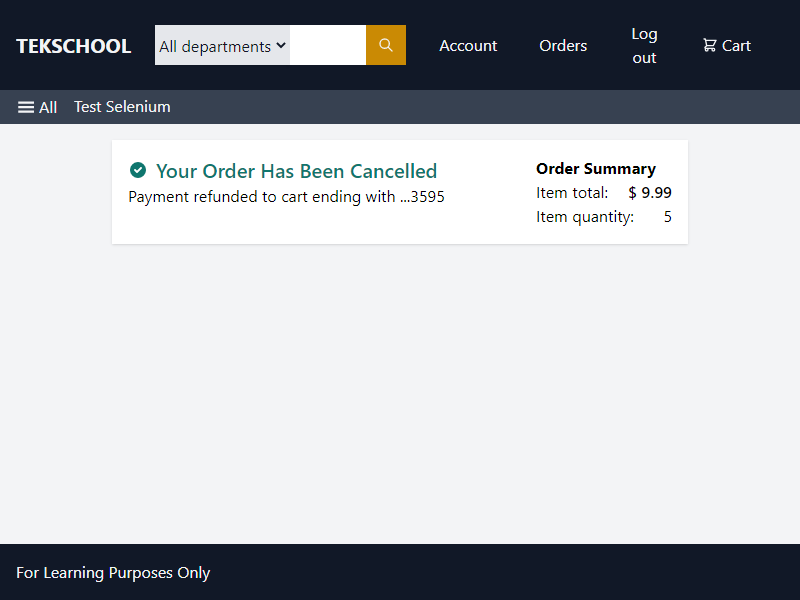 TEKSCHOOL
All departments
Account
Orders
Log
out
Cart
All
Test Selenium
Your Order Has Been Cancelled
Payment refunded to cart ending with ...3595
Order Summary
Item total: $ 9.99
Item quantity: 5
For Learning Purposes Only